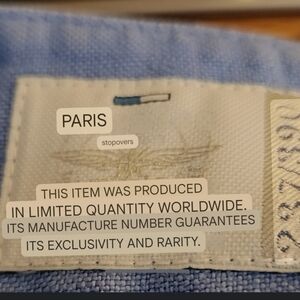 PARIS
stopovers
THIS ITEM WAS PRODUCED
IN LIMITED QUANTITY WORLDWIDE.
ITS MANUFACTURE NUMBER GUARANTEES
ITS EXCLUSIVITY AND RARITY.